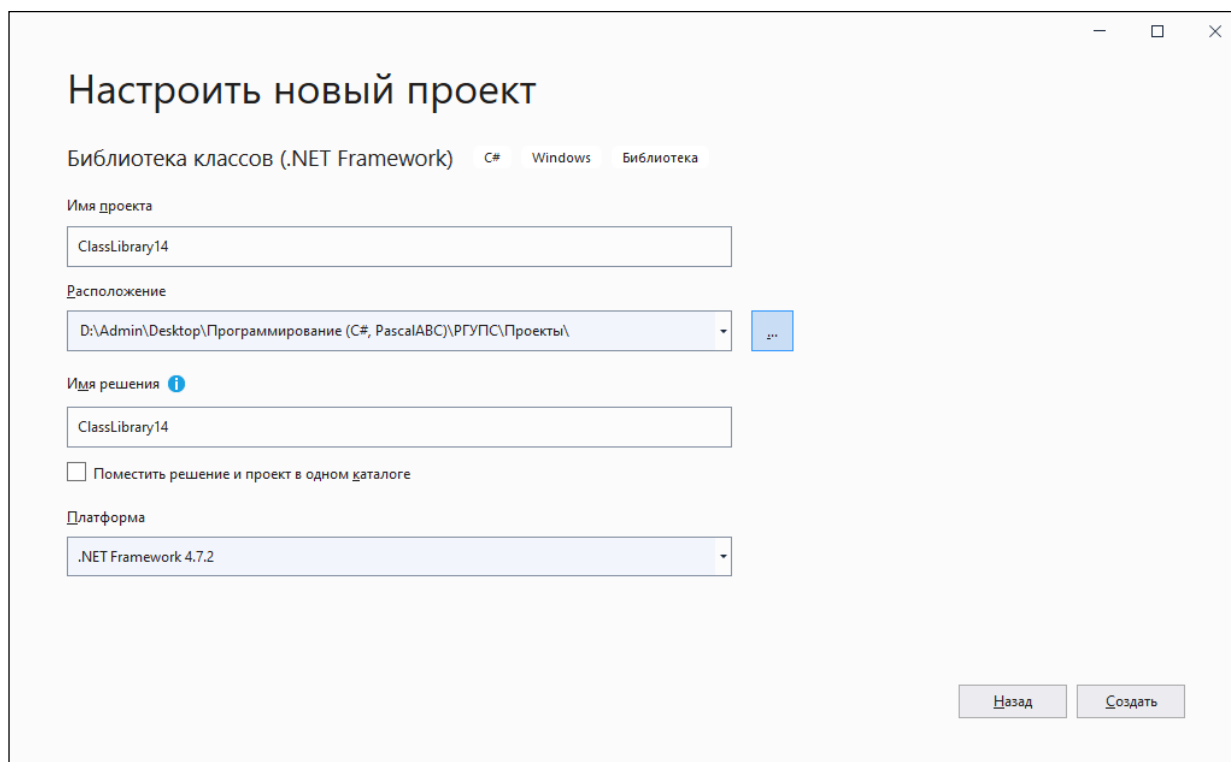 Настроить новый проект
Библиотека классов (.NET Framework) C# Windows Библиотека
Имя проекта
ClassLibrary14
Расположение
D:\Admin\Desktop\Программирование (C#, PascalABC)\РГУПС\Проекты\ ...
Имя решения i
ClassLibrary14
Поместить решение и проект в одном каталоге
Платформа
.NET Framework 4.7.2
Назад Создать